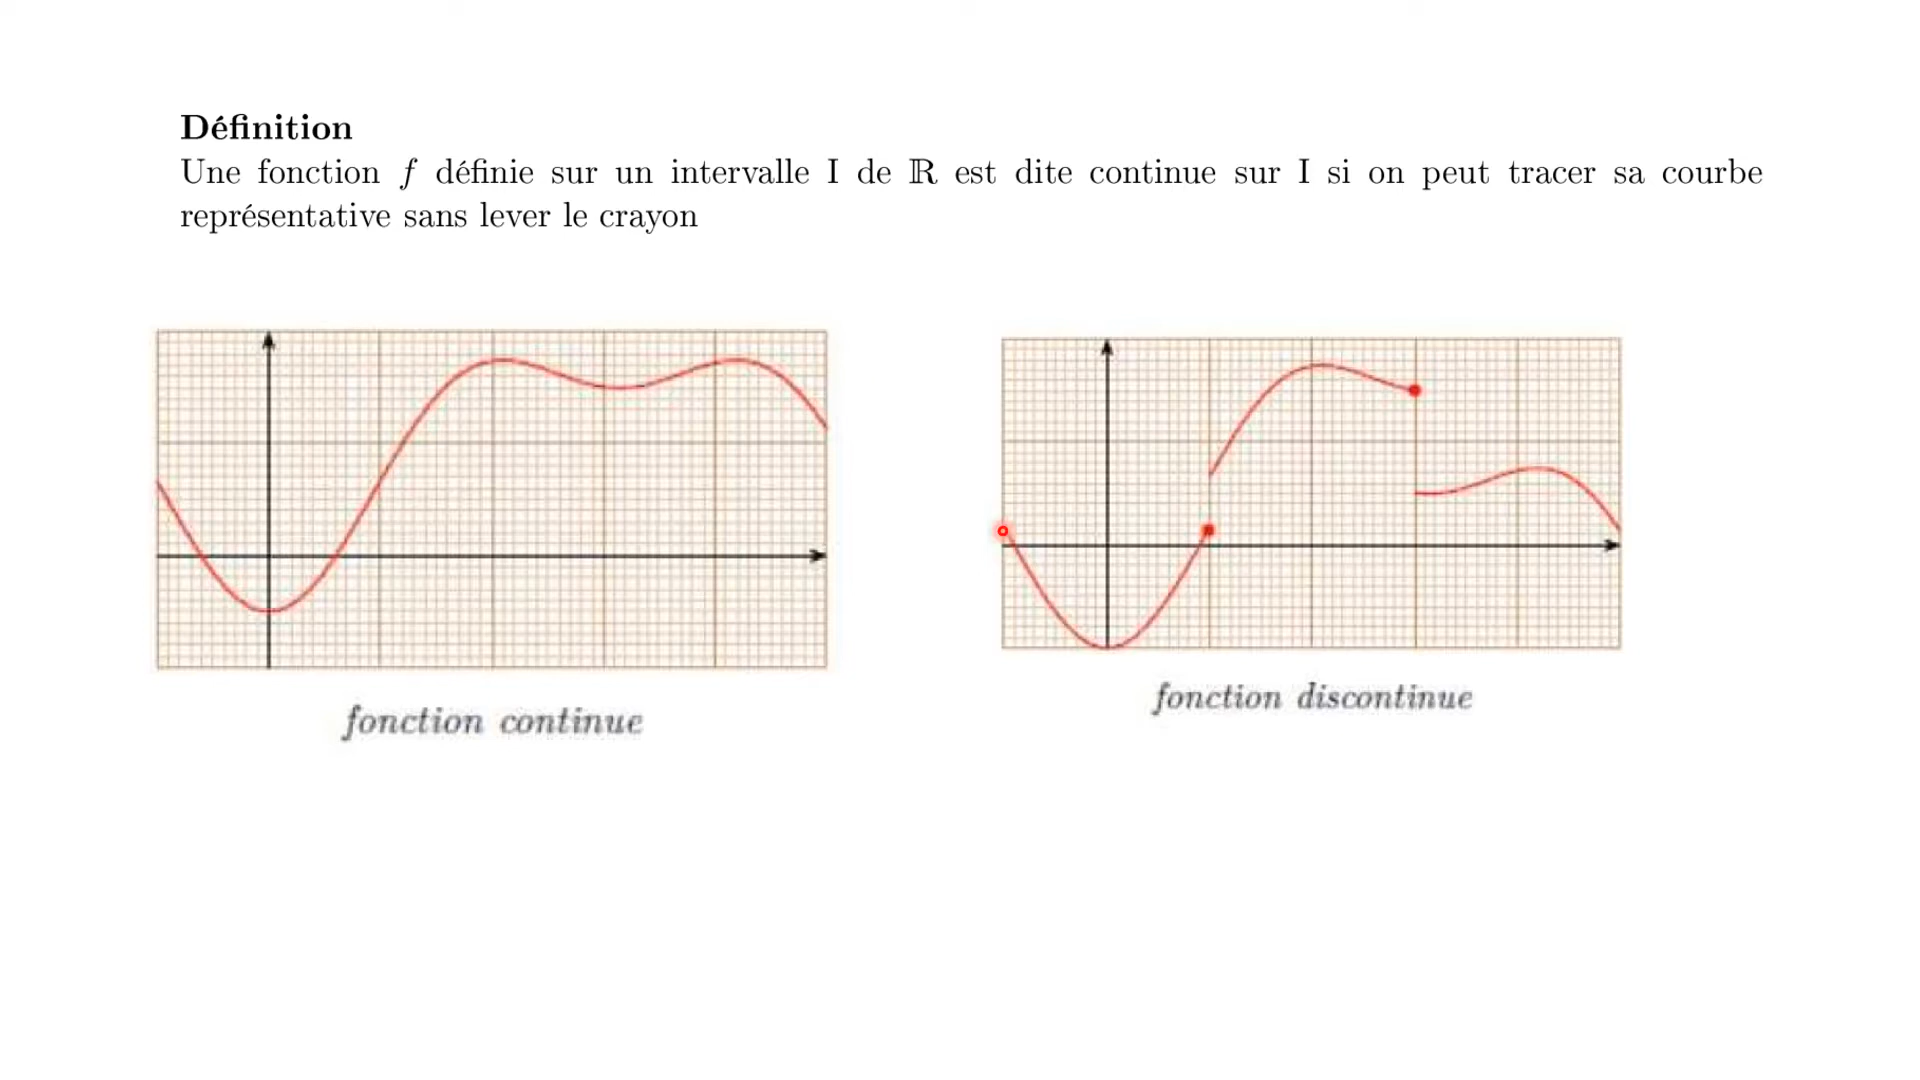 Définition
Une fonction f définie sur un intervalle I de ℝ est dite continue sur I si on peut tracer sa courbe
représentative sans lever le crayon
fonction continue
fonction discontinue